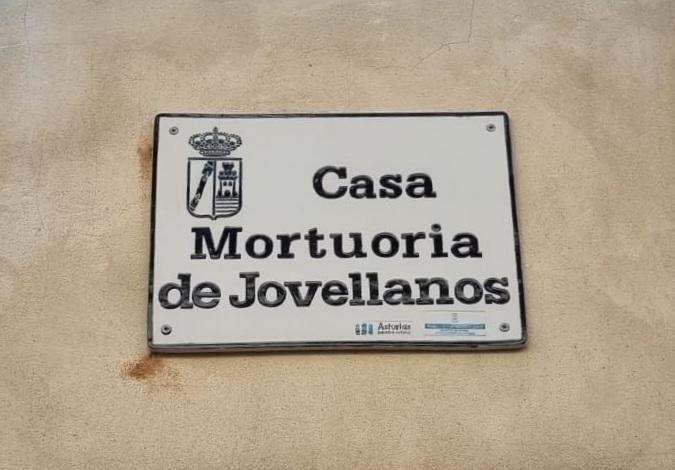 Casa
Mortuoria
de Jovellanos
Asturias